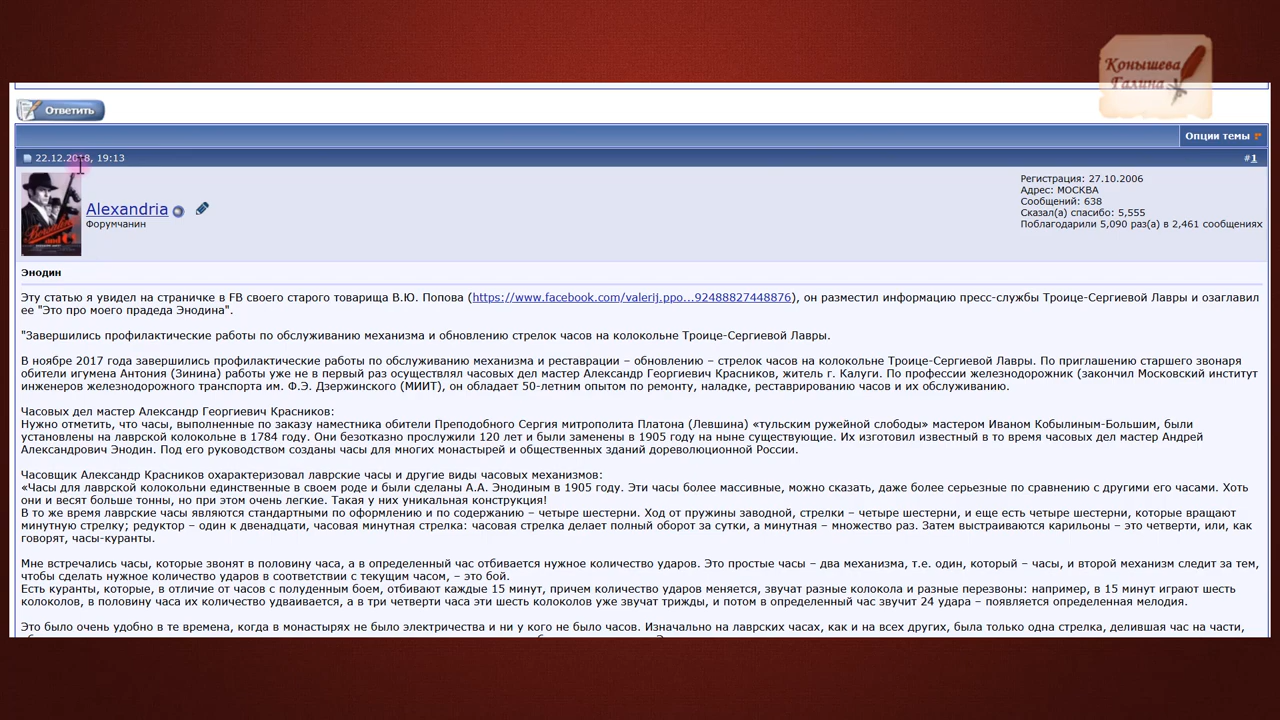 Конышева
Галина
Ответить
Опции темы
22.12.2018, 19:13
#1
Alexandria
Форумчанин
Регистрация: 27.10.2006
Адрес: МОСКВА
Сообщений: 638
Сказал(а) спасибо: 5,555
Поблагодарили 5,090 раз(а) в 2,461 сообщениях
Энодин
Эту статью я увидел на страничке в FB своего старого товарища В.Ю. Попова (https://www.facebook.com/valerij.ppo...92488827448876), он разместил информацию пресс-службы Троице-Сергиевой Лавры и озаглавил
ее "Это про моего прадеда Энодина".
"Завершились профилактические работы по обслуживанию механизма и обновлению стрелок часов на колокольне Троице-Сергиевой Лавры.
В ноябре 2017 года завершились профилактические работы по обслуживанию механизма и реставрации – обновлению – стрелок часов на колокольне Троице-Сергиевой Лавры. По приглашению старшего звонаря
обители игумена Антония (Зинина) работы уже не в первый раз осуществлял часовых дел мастер Александр Георгиевич Красников, житель г. Калуги. По профессии железнодорожник (закончил Московский институт
инженеров железнодорожного транспорта им. Ф.Э. Дзержинского (МИИТ), он обладает 50-летним опытом по ремонту, наладке, реставрированию часов и их обслуживанию.
Часовых дел мастер Александр Георгиевич Красников:
Нужно отметить, что часы, выполненные по заказу наместника обители Преподобного Сергия митрополита Платона (Левшина) «тульским ружейной слободы» мастером Иваном Кобылиным-Большим, были
установлены на лаврской колокольне в 1784 году. Они безотказно прослужили 120 лет и были заменены в 1905 году на ныне существующие. Их изготовил известный в то время часовых дел мастер Андрей
Александрович Энодин. Под его руководством созданы часы для многих монастырей и общественных зданий дореволюционной России.
Часовщик Александр Красников охарактеризовал лаврские часы и другие виды часовых механизмов:
«Часы для лаврской колокольни единственные в своем роде и были сделаны А.А. Энодиным в 1905 году. Эти часы более массивные, можно сказать, даже более серьезные по сравнению с другими его часами. Хоть
они и весят больше тонны, но при этом очень легкие. Такая у них уникальная конструкция!
В то же время лаврские часы являются стандартными по оформлению и по содержанию – четыре шестерни. Ход от пружины заводной, стрелки – четыре шестерни, и еще есть четыре шестерни, которые вращают
минутную стрелку; редуктор – один к двенадцати, часовая минутная стрелка: часовая стрелка делает полный оборот за сутки, а минутная – множество раз. Затем выстраиваются карильоны – это четверти, или, как
говорят, часы-куранты.
Мне встречались часы, которые звонят в половину часа, а в определенный час отбивается нужное количество ударов. Это простые часы – два механизма, т.е. один, который – часы, и второй механизм следит за тем,
чтобы сделать нужное количество ударов в соответствии с текущим часом, – это бой.
Есть куранты, которые, в отличие от часов с полуденным боем, отбивают каждые 15 минут, причем количество ударов меняется, звучат разные колокола и разные перезвоны: например, в 15 минут играют шесть
колоколов, в половину часа их количество удваивается, а в три четверти часа эти шесть колоколов уже звучат трижды, и потом в определенный час звучит 24 удара – появляется определенная мелодия.
Это было очень удобно в те времена, когда в монастырях не было электричества и ни у кого не было часов. Изначально на лаврских часах, как и на всех других, была только одна стрелка, делившая час на части,